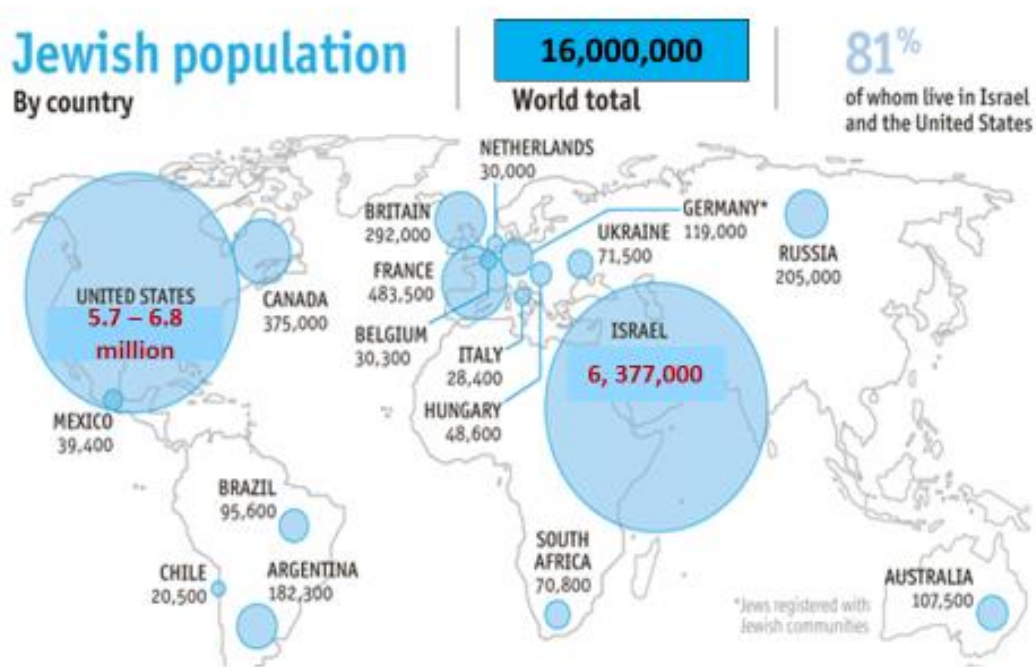 Jewish population
By country
16,000,000
World total
81%
of whom live in Israel
and the United States
NETHERLANDS
30,000
BRITAIN
292,000
GERMANY*
119,000
UKRAINE
71,500
RUSSIA
205,000
FRANCE
483,500
UNITED STATES
5.7 – 6.8
million
CANADA
375,000
BELGIUM
30,300
ITALY
28,400
ISRAEL
6, 377,000
HUNGARY
48,600
MEXICO
39,400
BRAZIL
95,600
CHILE
20,500
ARGENTINA
182,300
SOUTH
AFRICA
70,800
AUSTRALIA
107,500
*Jews registered with
Jewish communities